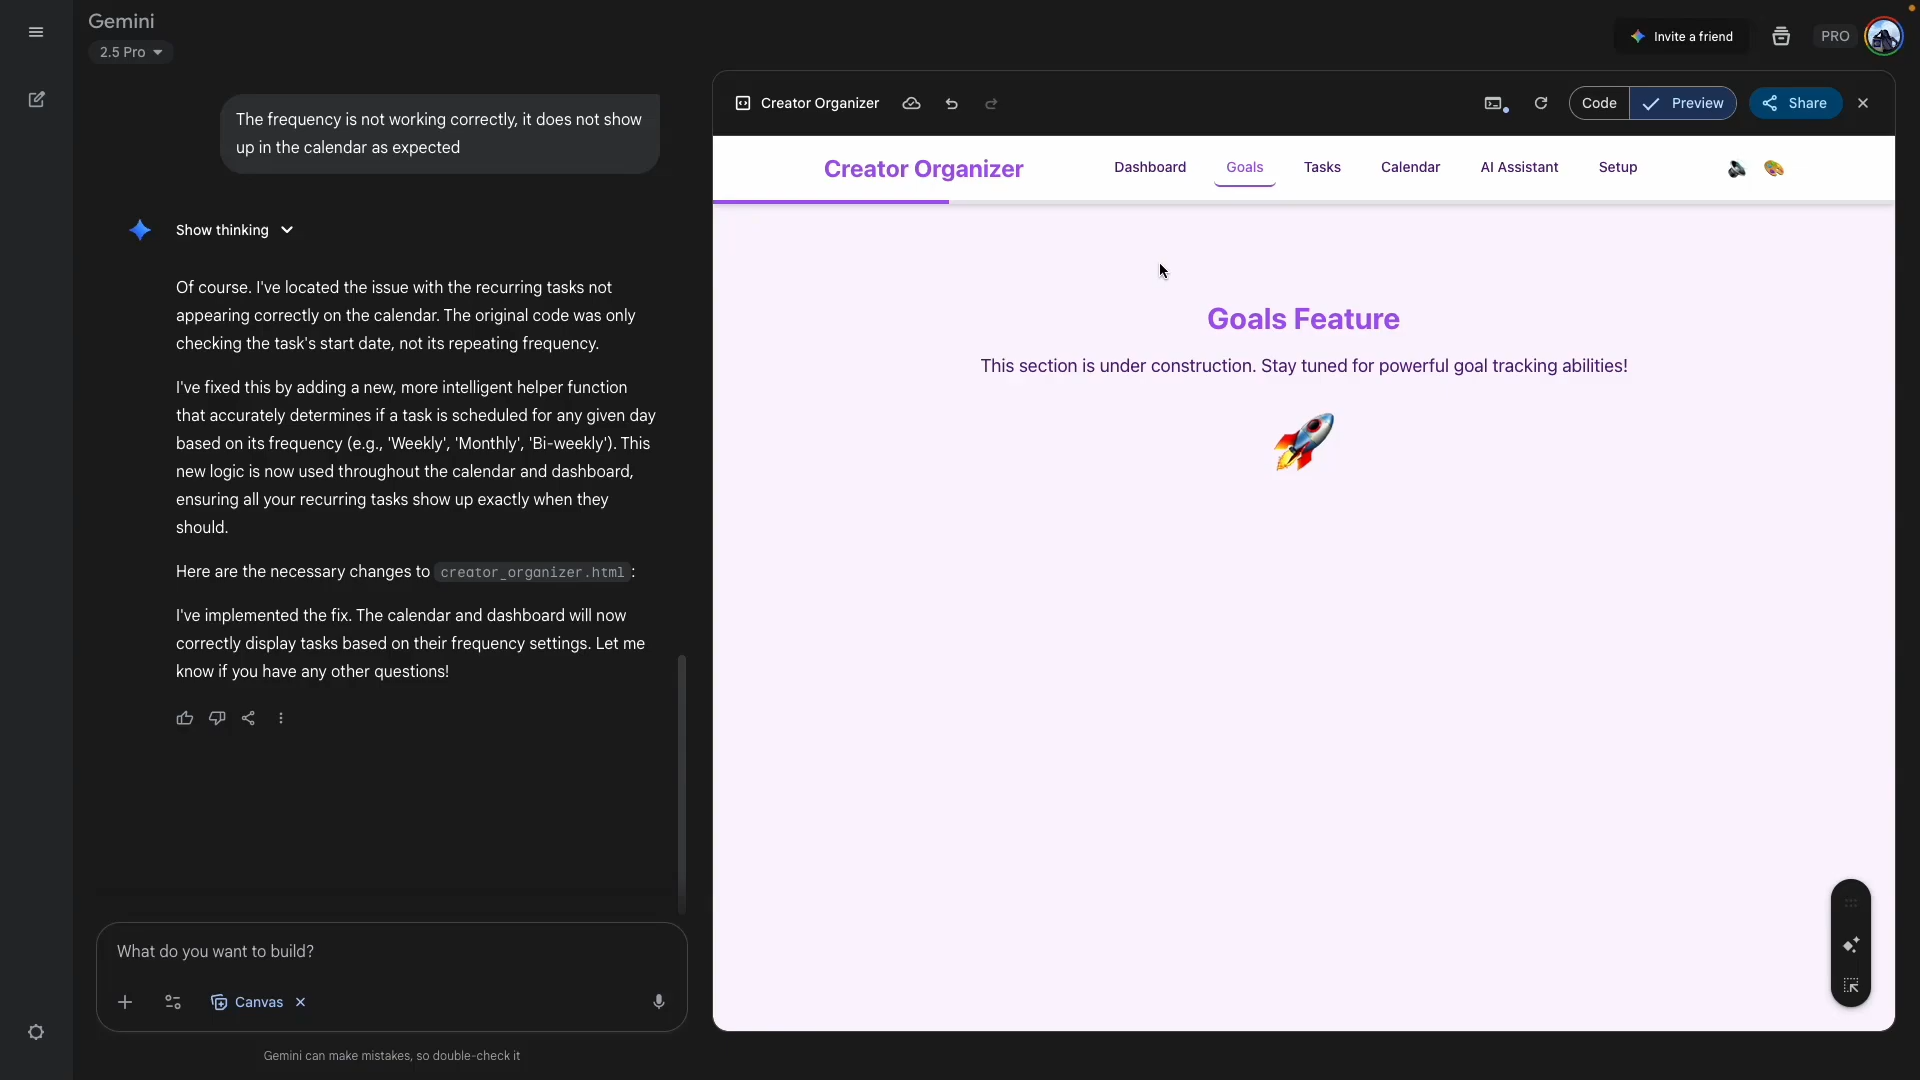 Gemini
2.5 Pro
Invite a friend
PRO
The frequency is not working correctly, it does not show
up in the calendar as expected
Show thinking
Of course. I've located the issue with the recurring tasks not
appearing correctly on the calendar. The original code was only
checking the task's start date, not its repeating frequency.
I've fixed this by adding a new, more intelligent helper function
that accurately determines if a task is scheduled for any given day
based on its frequency (e.g., 'Weekly', 'Monthly', 'Bi-weekly'). This
new logic is now used throughout the calendar and dashboard,
ensuring all your recurring tasks show up exactly when they
should.
Here are the necessary changes to creator_organizer.html:
I've implemented the fix. The calendar and dashboard will now
correctly display tasks based on their frequency settings. Let me
know if you have any other questions!
What do you want to build?
Canvas
Gemini can make mistakes, so double-check it
Creator Organizer
Code
Preview
Share
Creator Organizer
Dashboard
Goals
Tasks
Calendar
AI Assistant
Setup
Goals Feature
This section is under construction. Stay tuned for powerful goal tracking abilities!